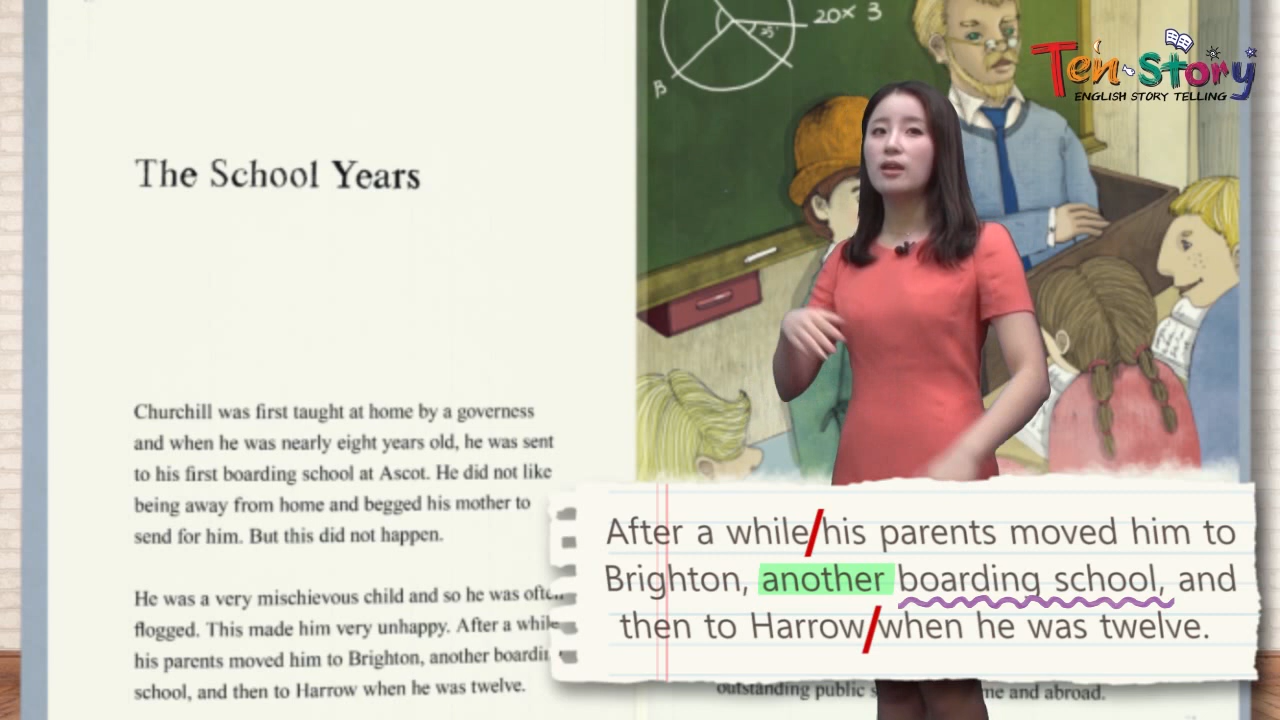 20× 3
25°
B
Ten Story
ENGLISH STORY TELLING
The School Years
Churchill was first taught at home by a governess
and when he was nearly eight years old, he was sent
to his first boarding school at Ascot. He did not like
being away from home and begged his mother to
send for him. But this did not happen.
He was a very mischievous child and so he was often
flogged. This made him very unhappy. After a while
his parents moved him to Brighton, another boardin
school, and then to Harrow when he was twelve.
After a while/his parents moved him to
Brighton, another boarding school, and
then to Harrow/when he was twelve.
outstanding public s me and abroad.